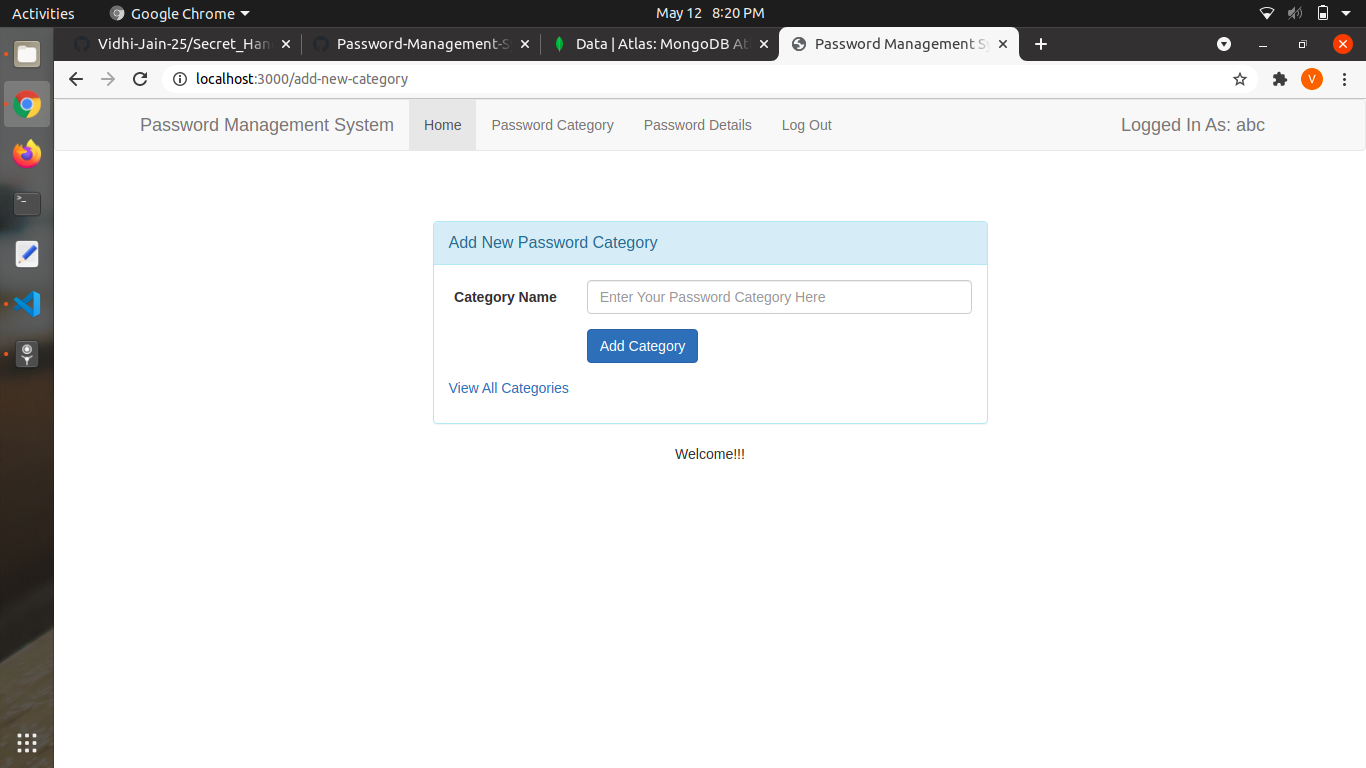 Activities Google Chrome May 12 8:20 PM
Vidhi-Jain-25/Secret_Han Password-Management-S Data | Atlas: MongoDB At Password Management Sy
localhost:3000/add-new-category V
Password Management System Home Password Category Password Details Log Out Logged In As: abc
Add New Password Category
Category Name Enter Your Password Category Here
Add Category
View All Categories
Welcome!!!